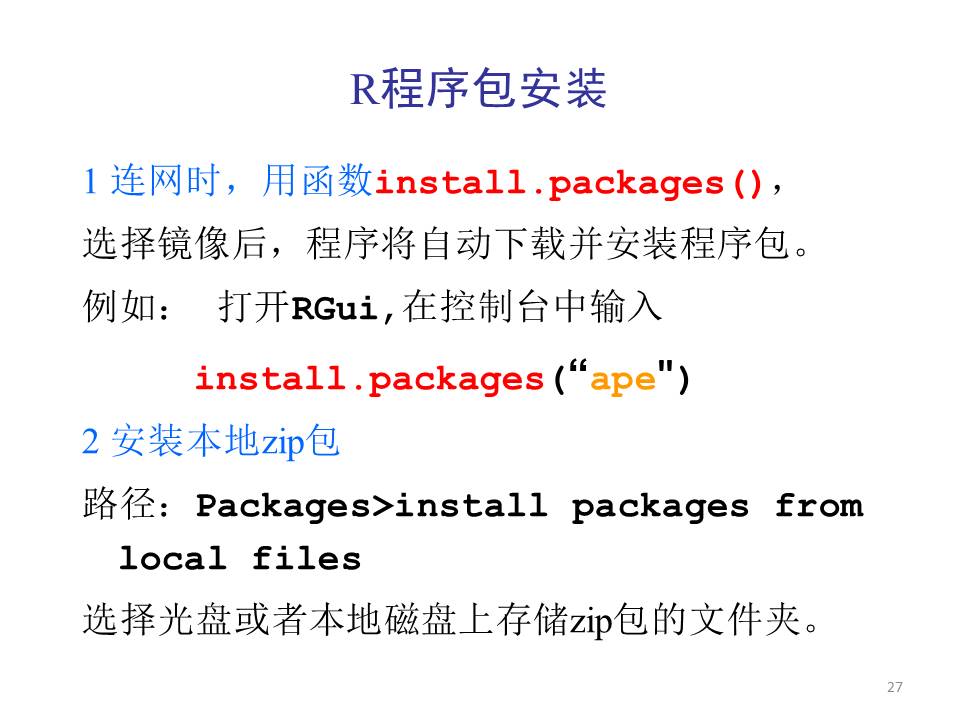 R程序包安装
1 连网时，用函数install.packages()，
选择镜像后，程序将自动下载并安装程序包。
例如： 打开RGui,在控制台中输入
install.packages(“ape")
2 安装本地zip包
路径：Packages>install packages from
local files
选择光盘或者本地磁盘上存储zip包的文件夹。
27